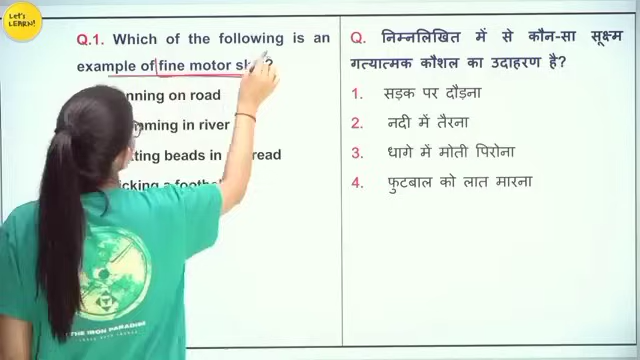 Let's
LEARN!
Q.1. Which of the following is an
example of fine motor
on road
in river
beads in
निम्नलिखित में से कौन-सा सूक्ष्म
Q. निम्नलिखित में से कौन-सा सूक्ष्म
गत्यात्मक कौशल का उदाहरण है?
1. सड़क पर दौड़ना
2. नदी में तैरना
3. धागे में मोती पिरोना
4. फुटबाल को लात मारना
THE IRON PARADISE